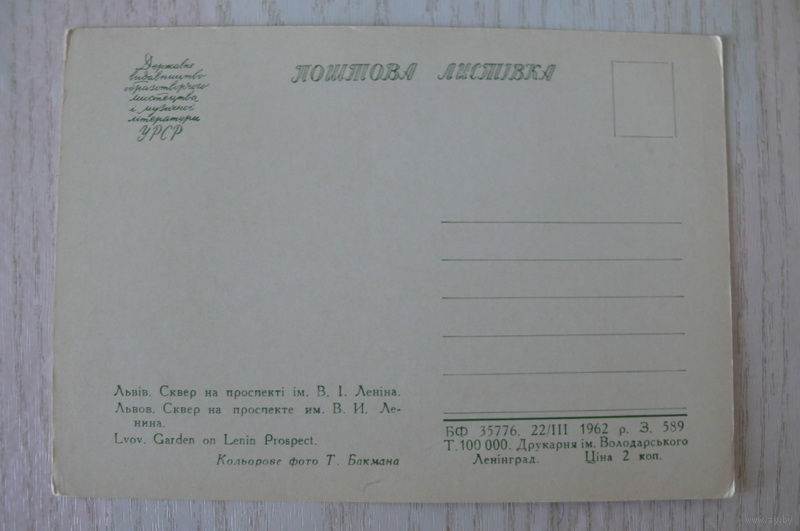 Державне
видавництво
образотворчого
мистецтва
і музичної
літератури
УРСР
ПОШТОВА ЛИСТІВКА
Львів. Сквер на проспекті ім. В. І. Леніна.
Львов. Сквер на проспекте им. В. И. Ле-
нина.
Lvov. Garden on Lenin Prospect.
Кольорове фото Т. Бакмана
БФ 35776. 22/III 1962 р. З. 589
Т. 100 000. Друкарня ім. Володарського
Ленінград. Ціна 2 коп.